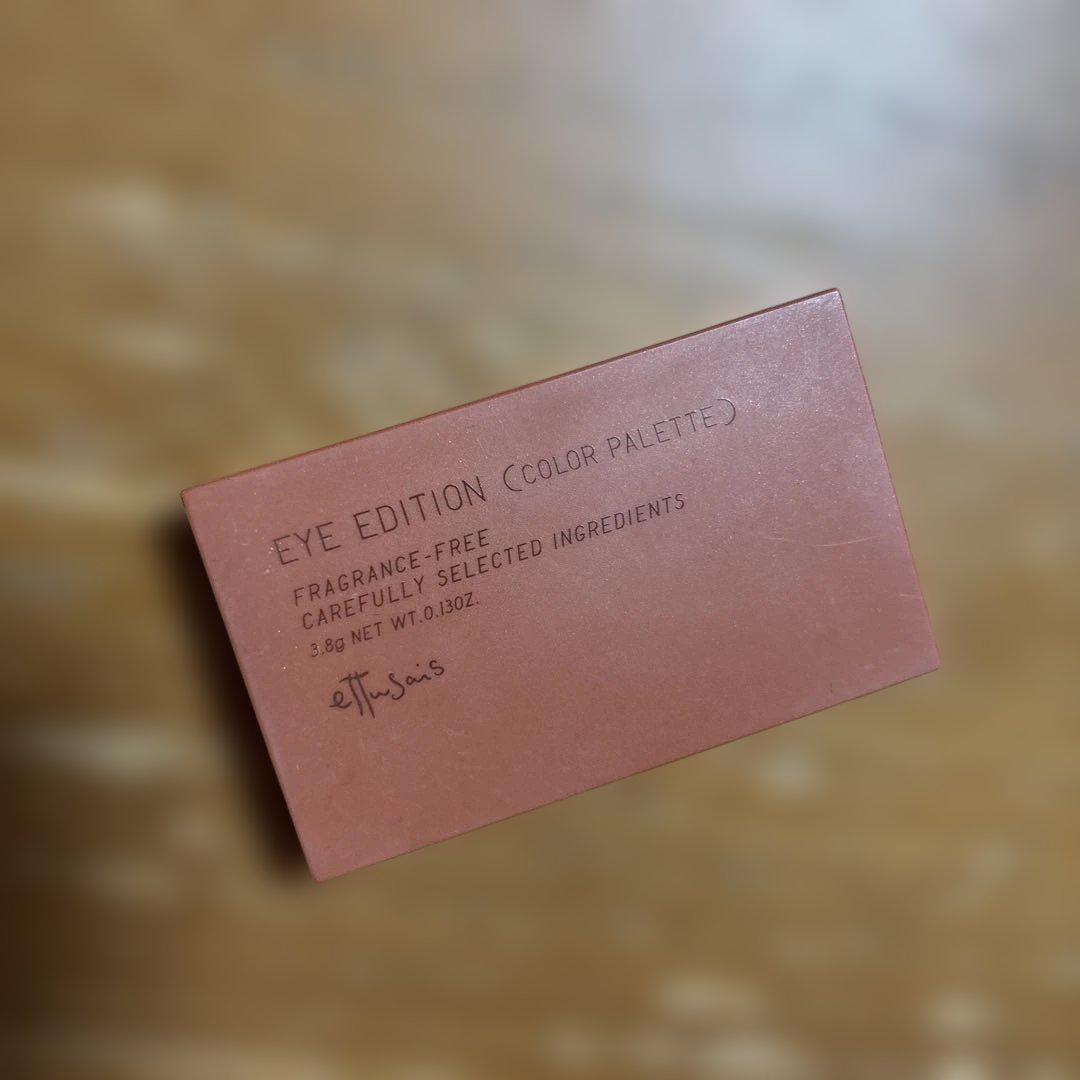 EYE EDITION (COLOR PALETTE)
FRAGRANCE-FREE
CAREFULLY SELECTED INGREDIENTS
3.8g NET WT.0.13OZ.
ettusais